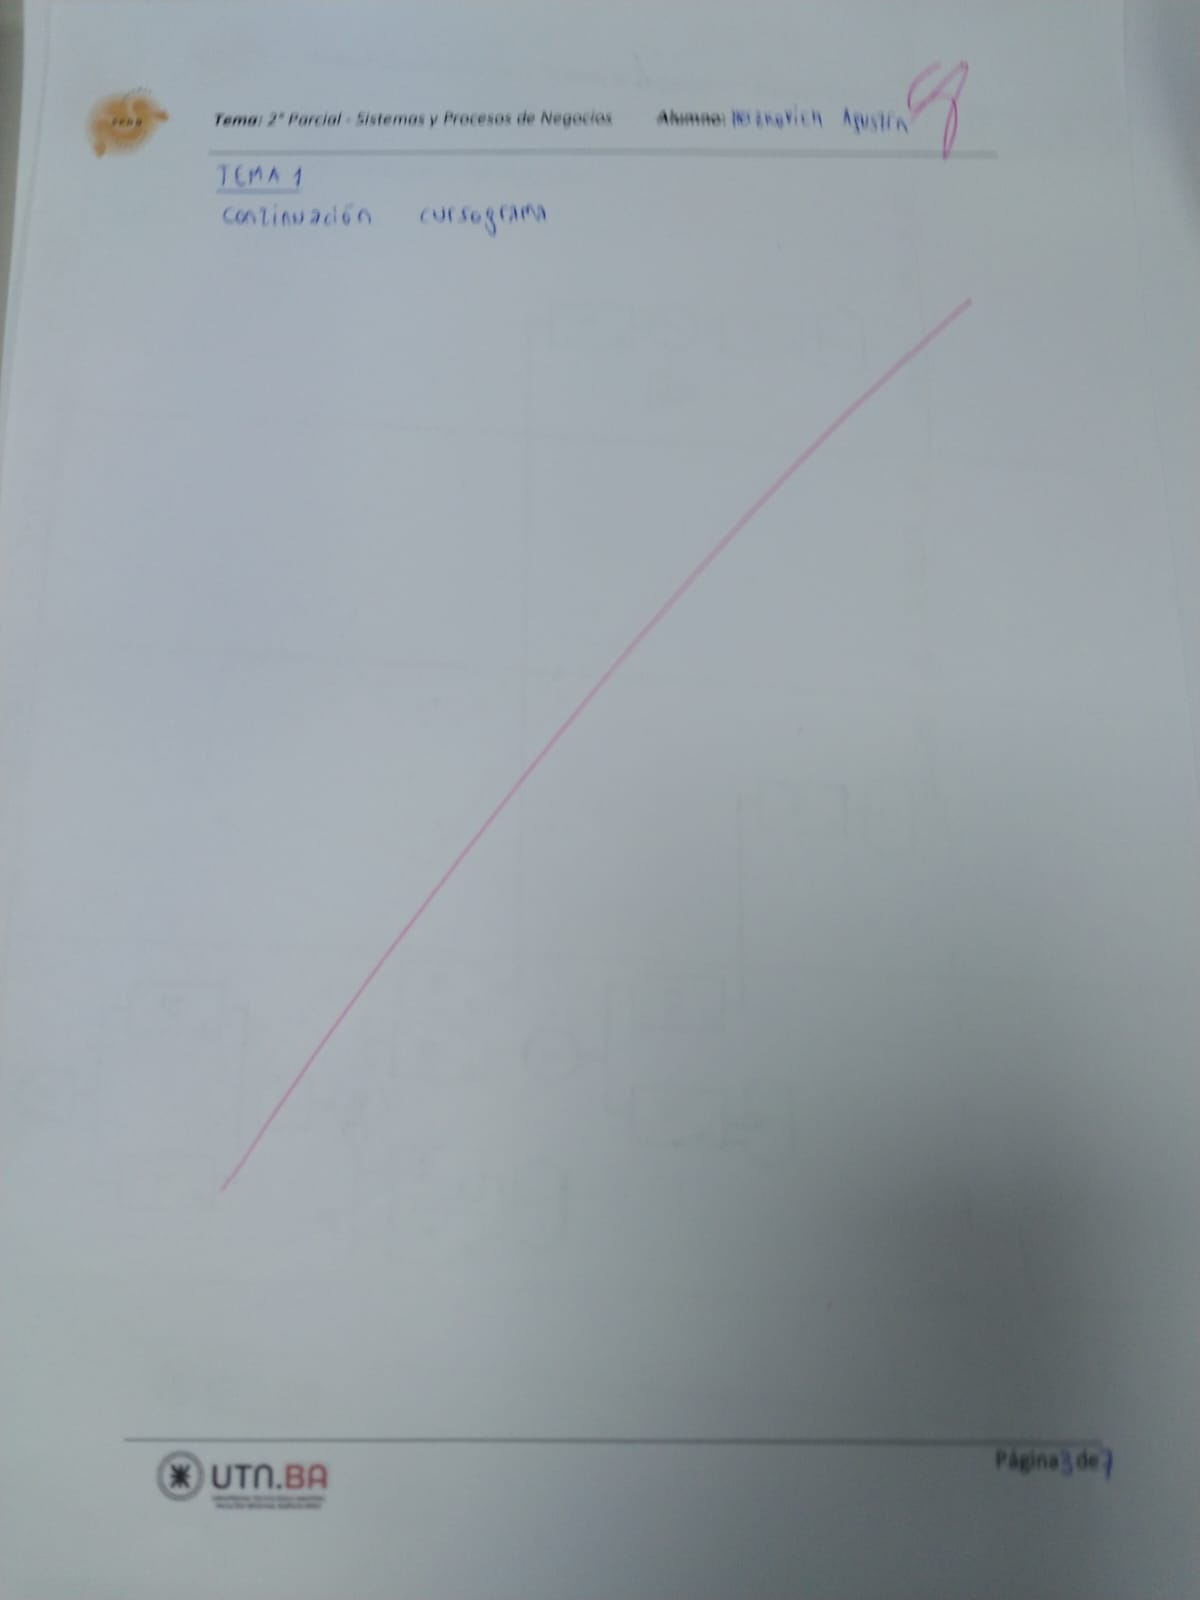 Tema: 2° Parcial - Sistemas y Procesos de Negocios Alumno: Agustín
TEMA 1
continuación cursograma
UTN.BA
Página 3 de 7